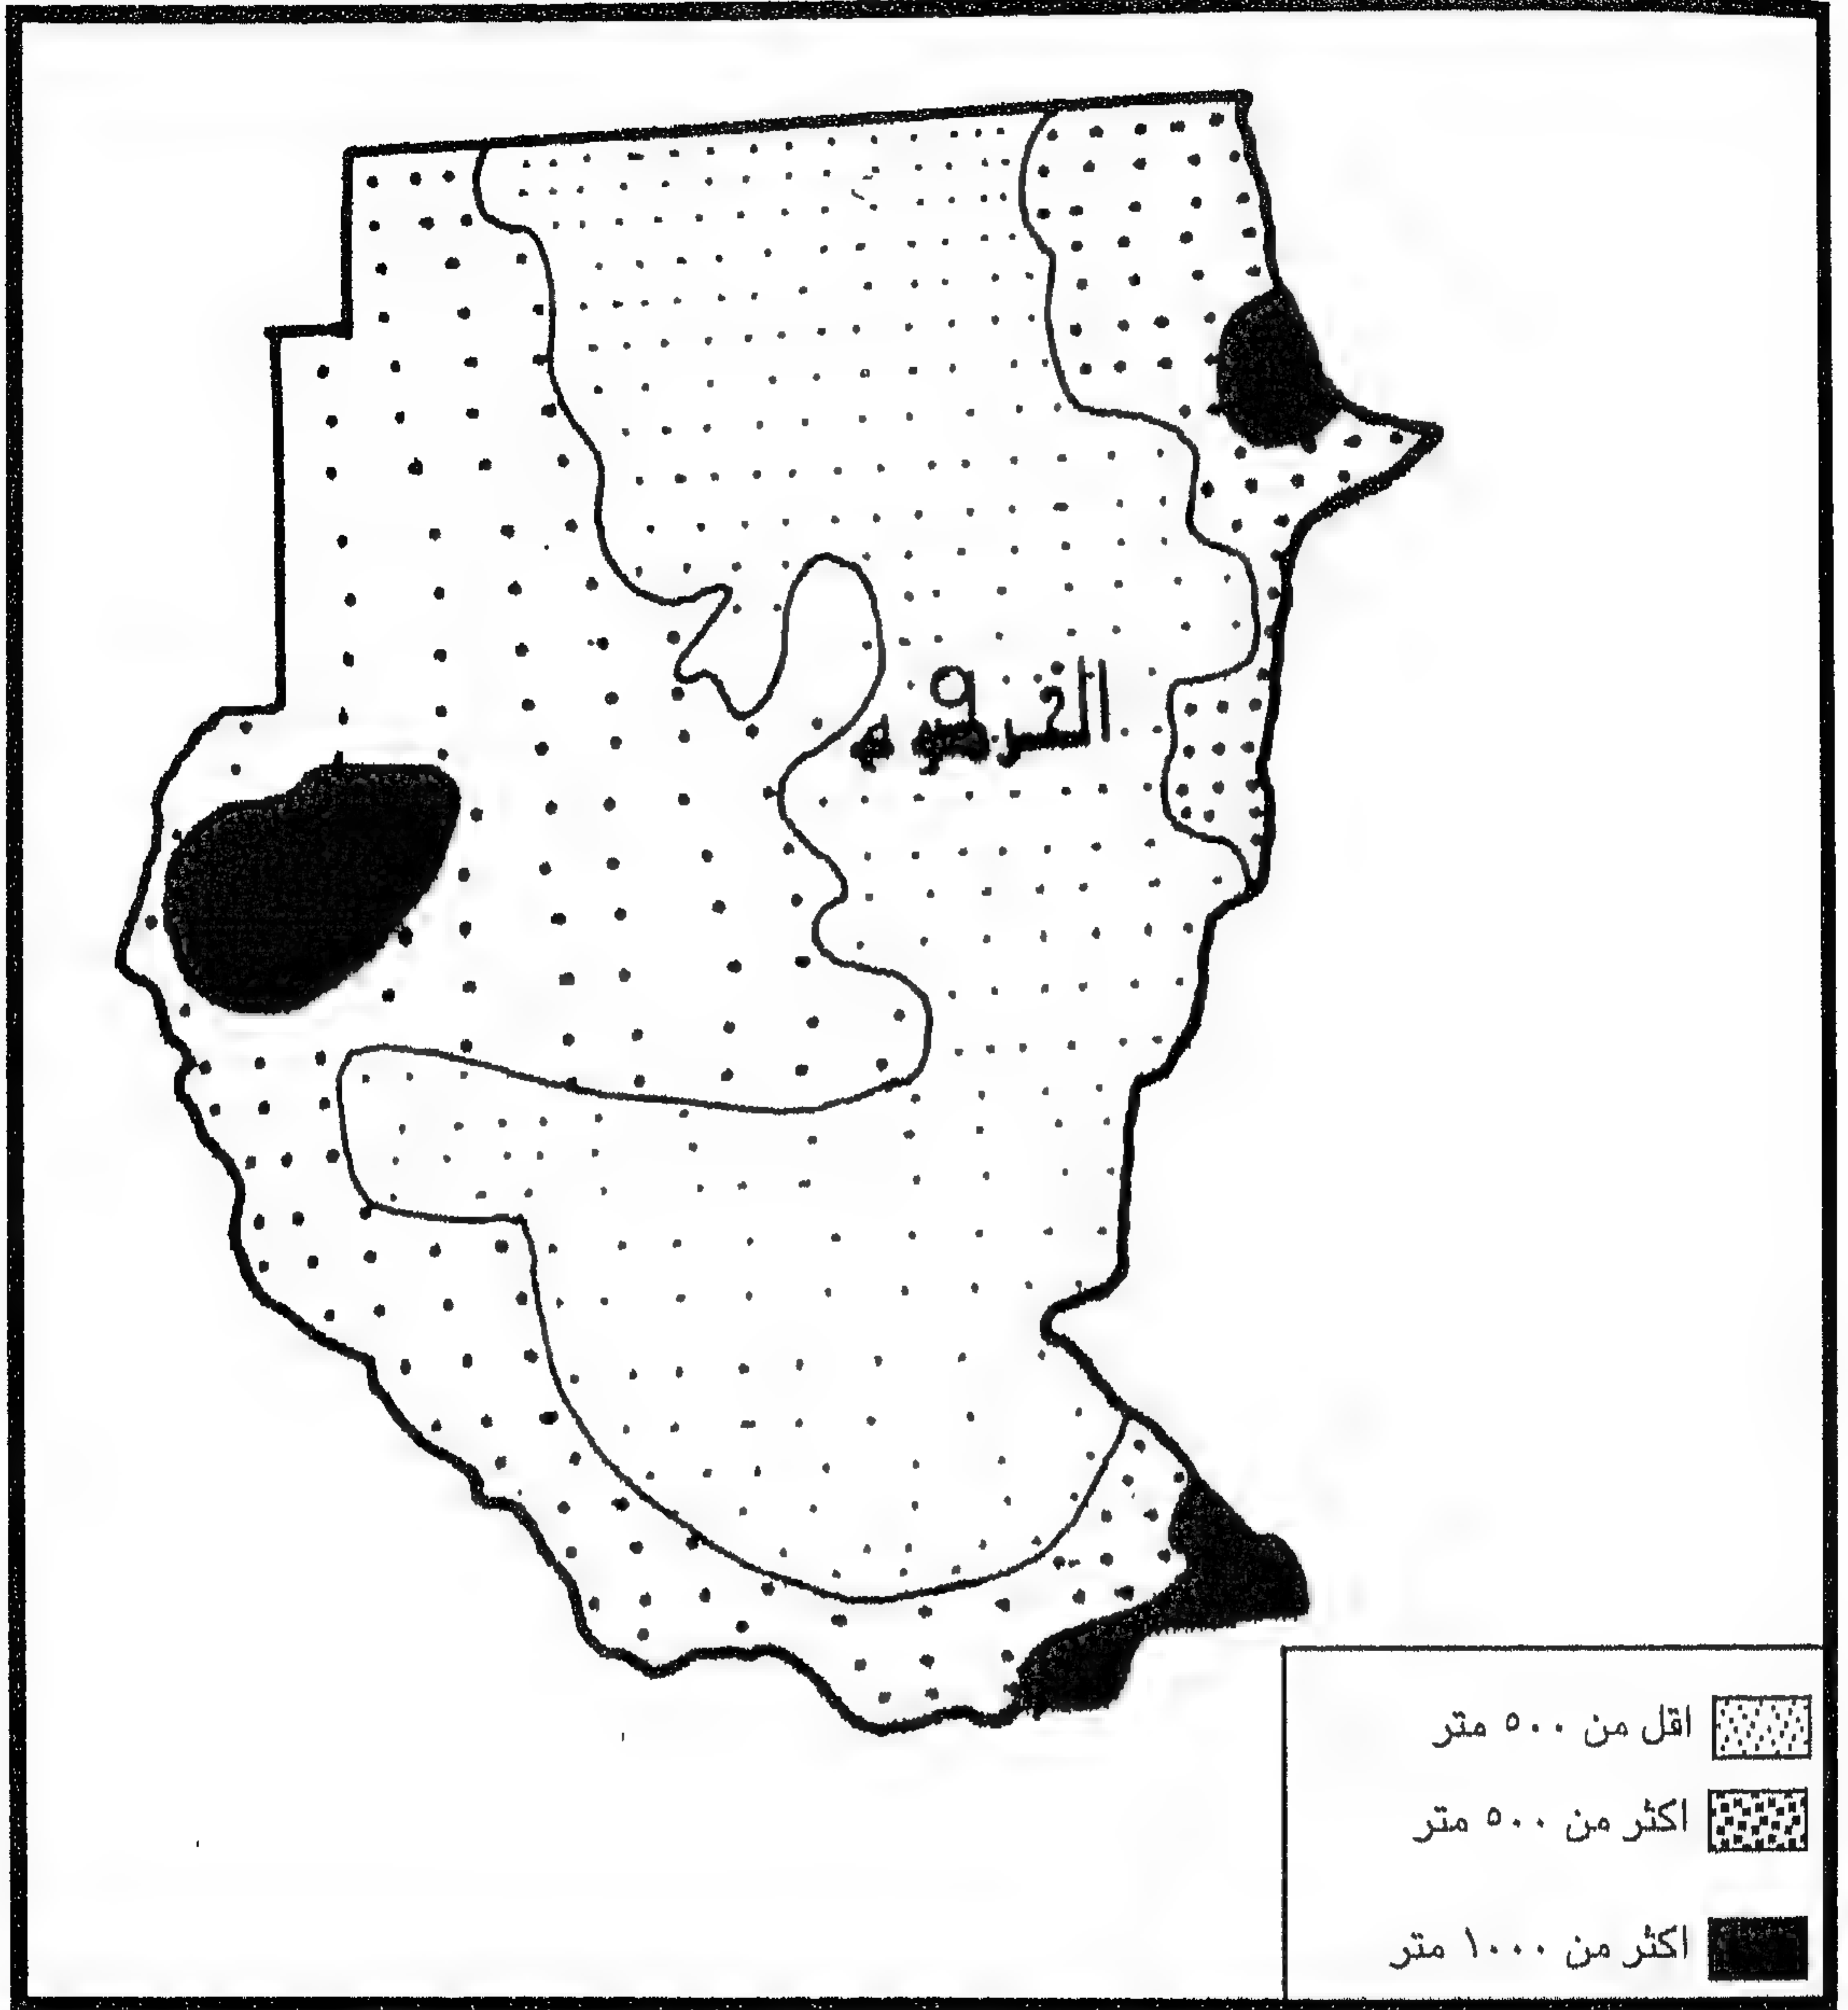 الخرطوم
اقل من ٥٠٠ متر
اكثر من ٥٠٠ متر
اكثر من ١٠٠٠ متر